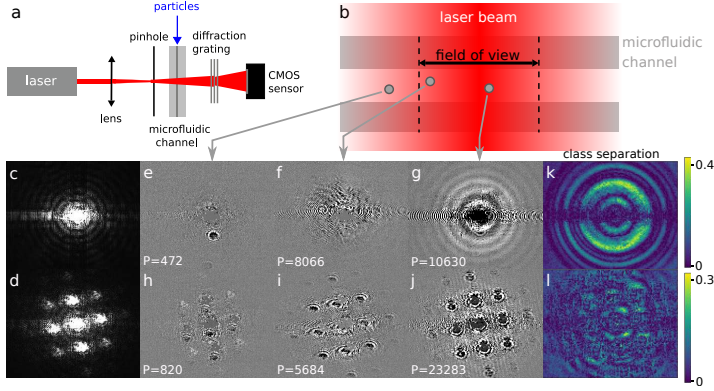 a
particles
pinhole
diffraction
grating
laser
CMOS
sensor
lens
microfluidic
channel
b
laser beam
field of view
microfluidic
channel
class separation
c
e
f
g
k
0.4
0
P=472
P=8066
P=10630
d
h
i
j
l
0.3
0
P=820
P=5684
P=23283